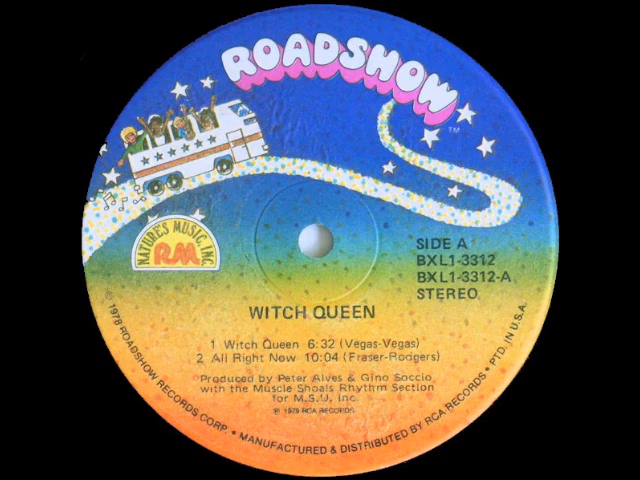 ROADSHOW
TM
NATURE'S MUSIC, INC.
RM
SIDE A
BXL1-3312
BXL1-3312-A
STEREO
WITCH QUEEN
1 Witch Queen 6:32 (Vegas-Vegas)
2 All Right Now 10:04 (Fraser-Rodgers)
Produced by Peter Alves & Gino Soccio
with the Muscle Shoals Rhythm Section
for M.S.U. Inc.
℗ 1979 RCA RECORDS
© 1978 ROADSHOW RECORDS CORP. • MANUFACTURED & DISTRIBUTED BY RCA RECORDS • PTD. IN U.S.A.